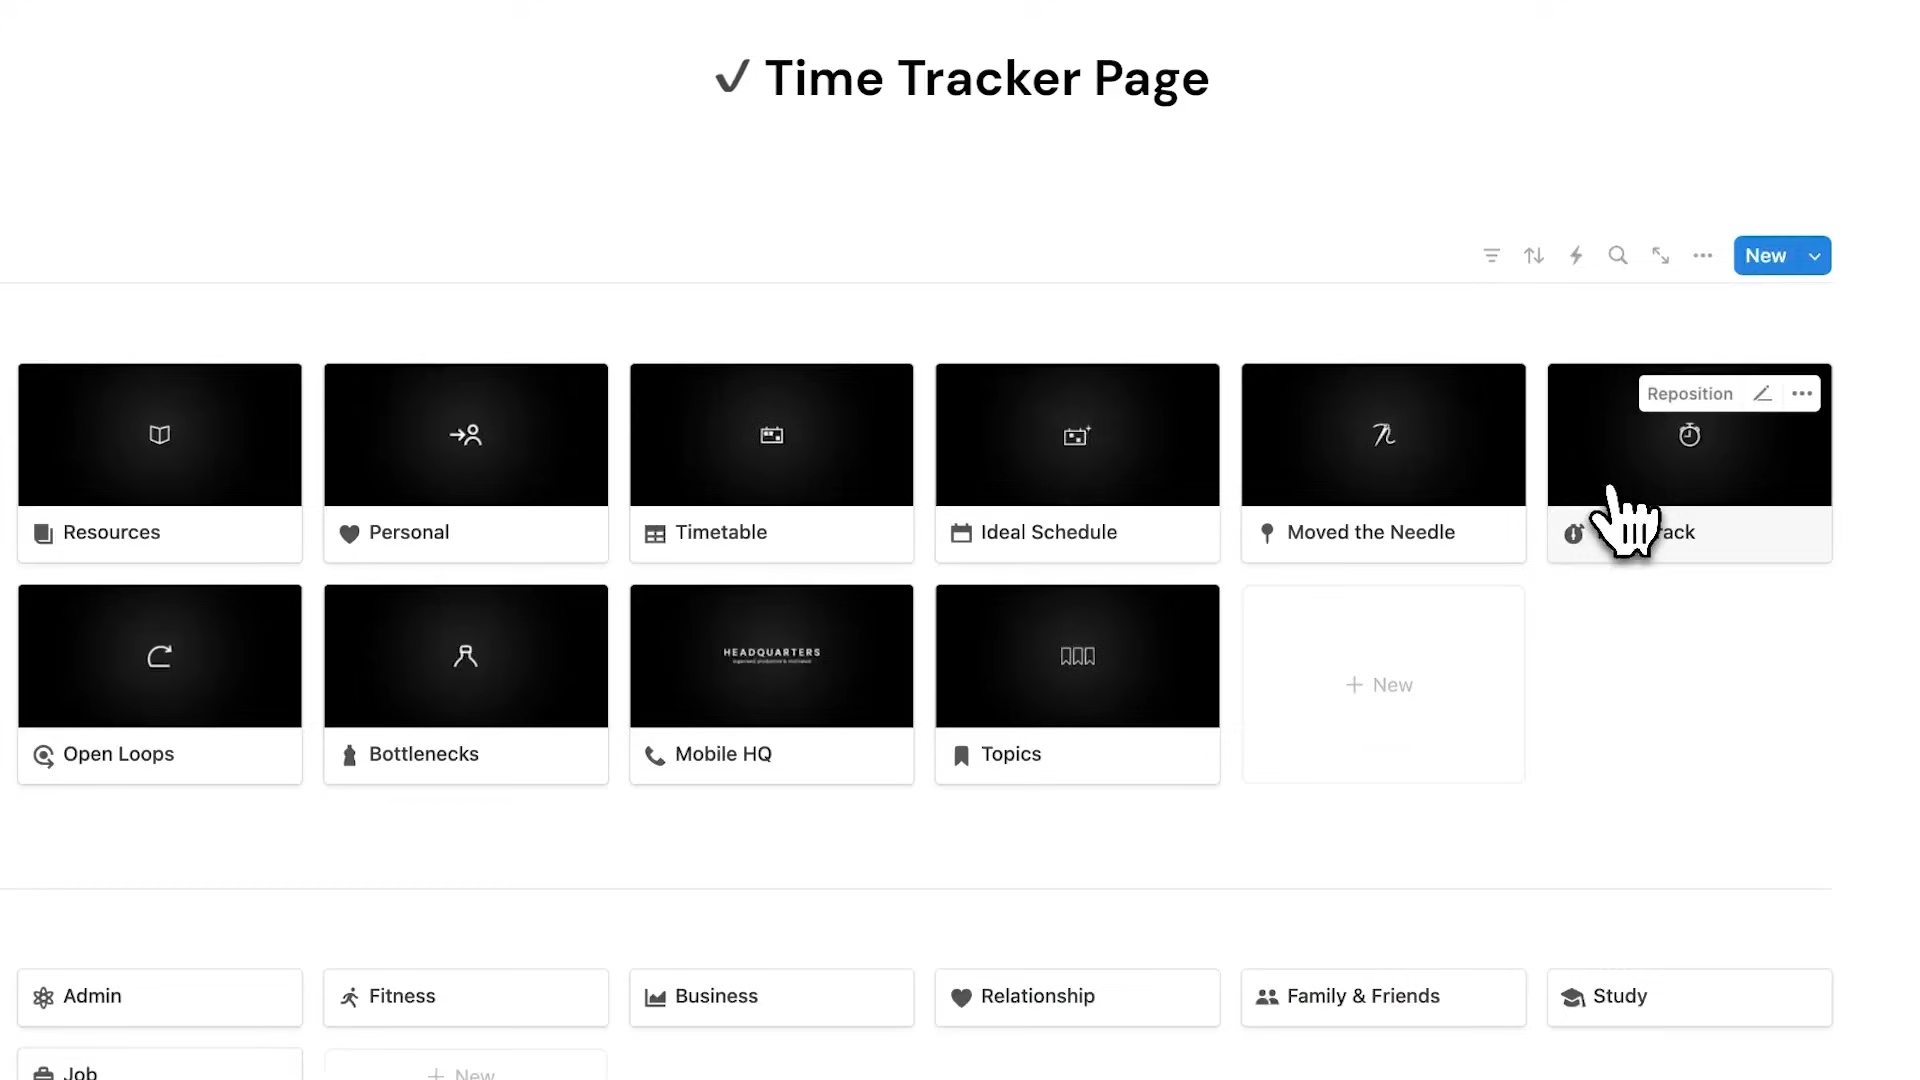 ✓ Time Tracker Page
New
Reposition
Resources
Personal
Timetable
Ideal Schedule
Moved the Needle
HEADQUARTERS
Open Loops
Bottlenecks
Mobile HQ
Topics
+ New
Admin
Fitness
Business
Relationship
Family & Friends
Study
Job
+ New